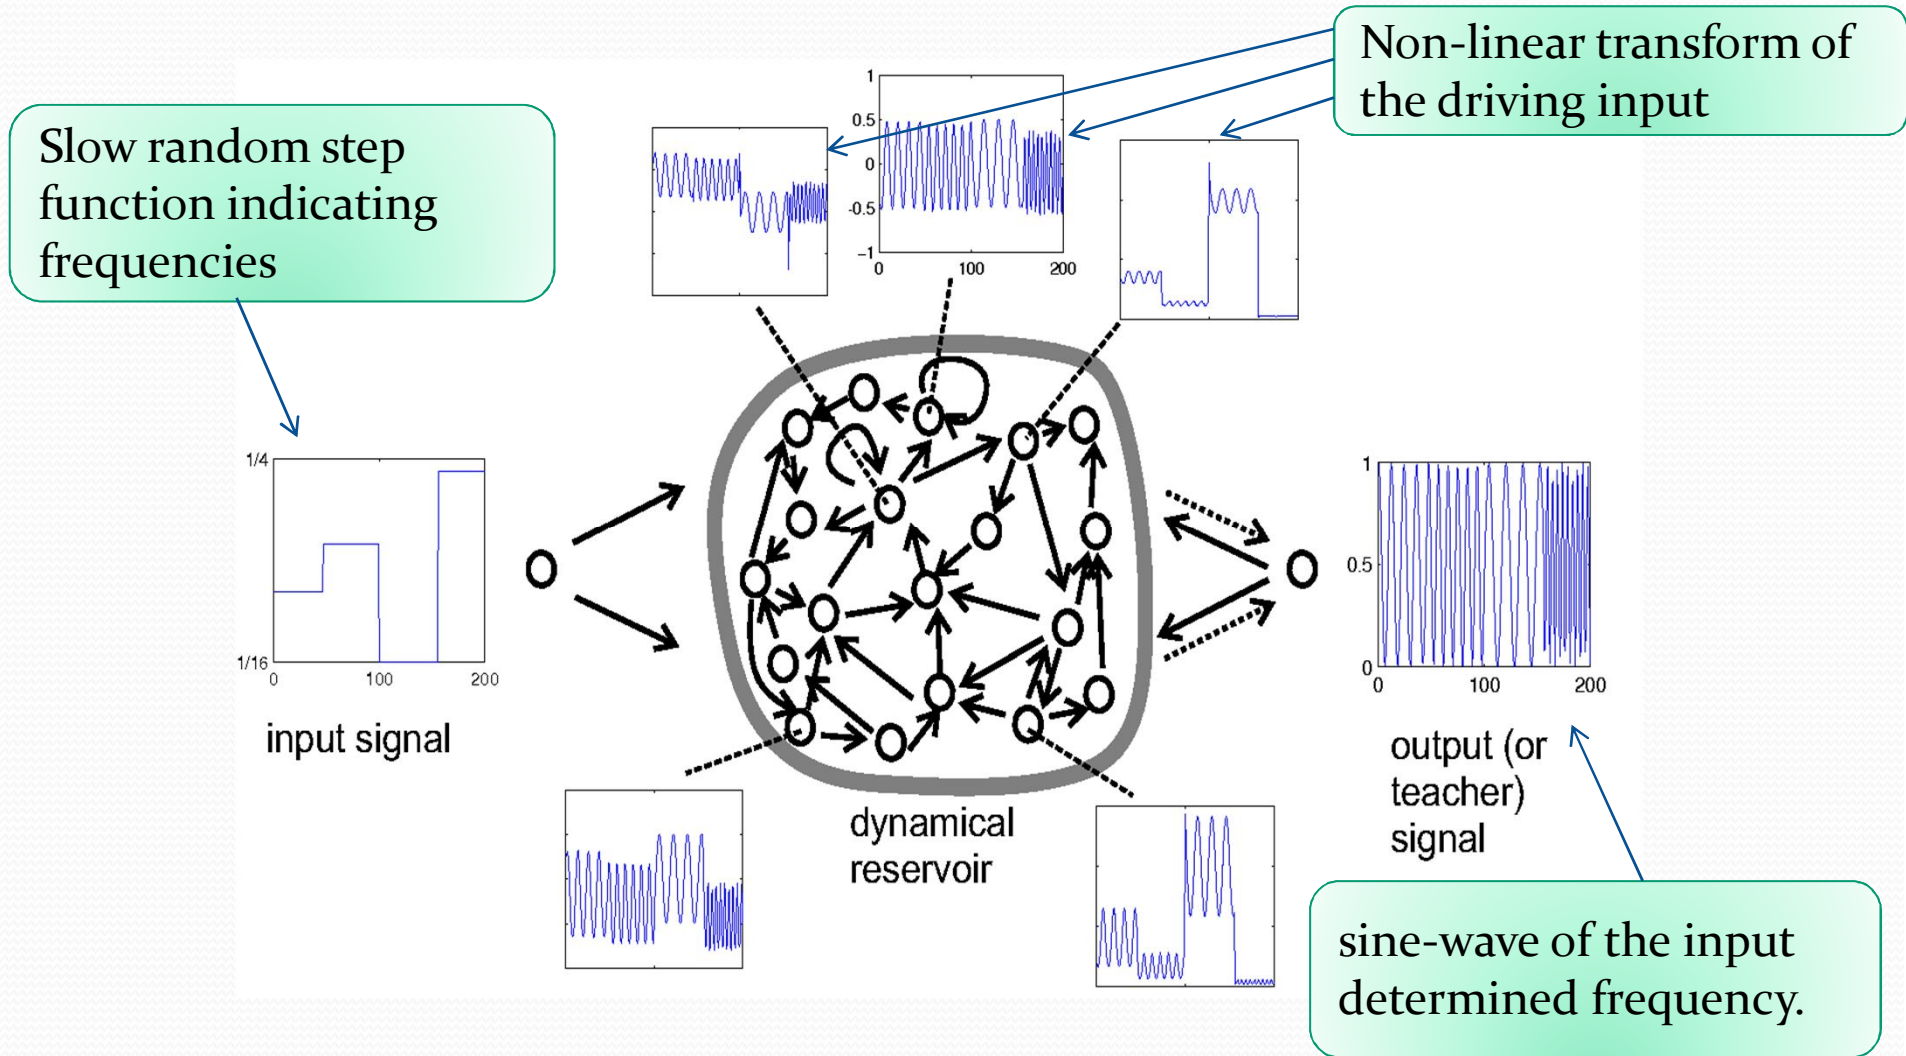 Slow random step
function indicating
frequencies
Non-linear transform of
the driving input
1
0.5
0
-0.5
−1
0 100 200
1/4
1/16
0 100 200
input signal
dynamical
reservoir
1
0.5
0
0 100 200
output (or
teacher)
signal
sine-wave of the input
determined frequency.